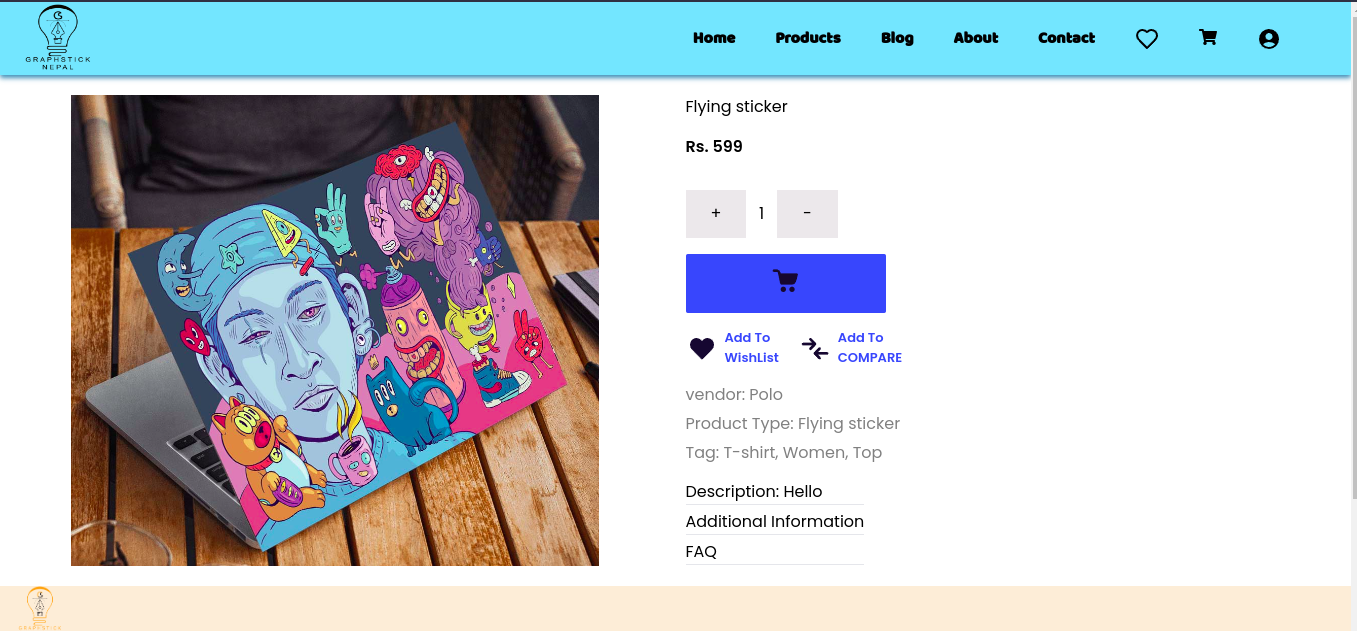 GRAPHSTICK
NEPAL
Home Products Blog About Contact
Flying sticker
Rs. 599
+ 1 -
Add To
WishList
Add To
COMPARE
vendor: Polo
Product Type: Flying sticker
Tag: T-shirt, Women, Top
Description: Hello
Additional Information
FAQ
GRAPHSTICK